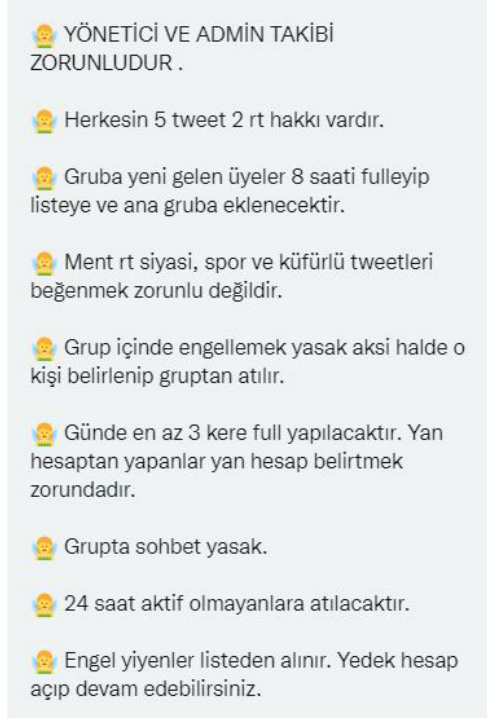 YÖNETİCİ VE ADMİN TAKİBİ
ZORUNLUDUR .
Herkesin 5 tweet 2 rt hakkı vardır.
Gruba yeni gelen üyeler 8 saati fulleyip
listeye ve ana gruba eklenecektir.
Ment rt siyasi, spor ve küfürlü tweetleri
beğenmek zorunlu değildir.
Grup içinde engellemek yasak aksi halde o
kişi belirlenip gruptan atılır.
Günde en az 3 kere full yapılacaktır. Yan
hesaptan yapanlar yan hesap belirtmek
zorundadır.
Grupta sohbet yasak.
24 saat aktif olmayanlara atılacaktır.
Engel yiyenler listeden alınır. Yedek hesap
açıp devam edebilirsiniz.